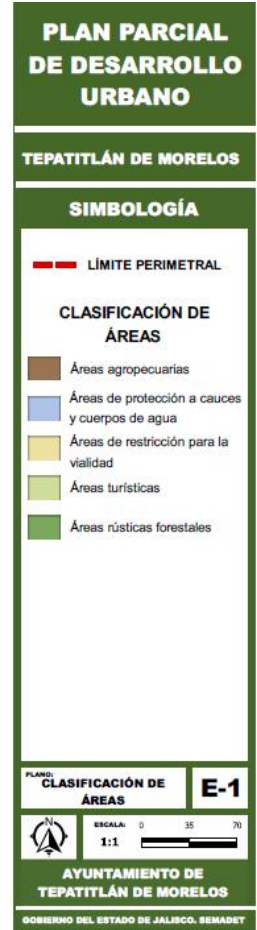 PLAN PARCIAL
DE DESARROLLO
URBANO
TEPATITLÁN DE MORELOS
SIMBOLOGÍA
LÍMITE PERIMETRAL
CLASIFICACIÓN DE
ÁREAS
Áreas agropecuarias
Áreas de protección a cauces
y cuerpos de agua
Áreas de restricción para la
vialidad
Áreas turísticas
Áreas rústicas forestales
PLANO:
CLASIFICACIÓN DE
ÁREAS
E-1
N
ESCALA:
1:1
0 35 70
AYUNTAMIENTO DE
TEPATITLÁN DE MORELOS
GOBIERNO DEL ESTADO DE JALISCO. SEMADET